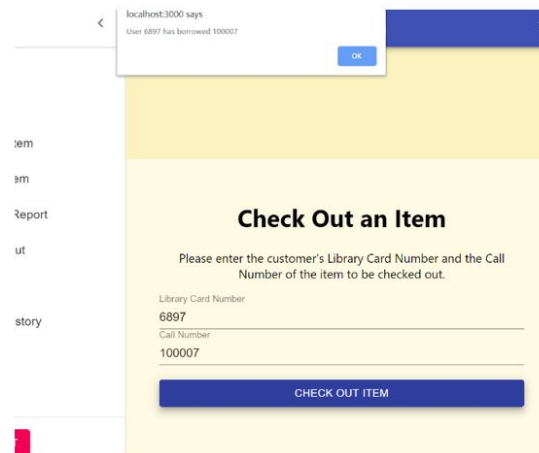 localhost:3000 says
User 6897 has borrowed 100007
OK
tem
em
Report
ut
story
Check Out an Item
Please enter the customer's Library Card Number and the Call
Number of the item to be checked out.
Library Card Number
6897
Call Number
100007
CHECK OUT ITEM